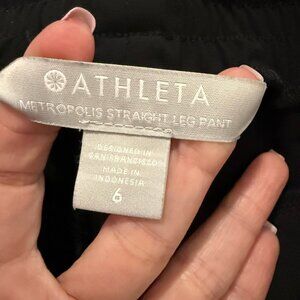 ATHLETA
METROPOLIS STRAIGHT LEG PANT
DESIGNED IN
SAN FRANCISCO
MADE IN
INDONESIA
6